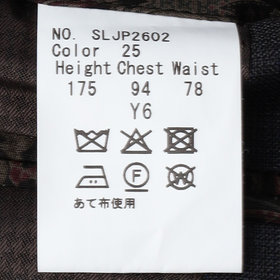 NO. SLJP2602
Color 25
Height Chest Waist
175 94 78
Y6
F
あて布使用